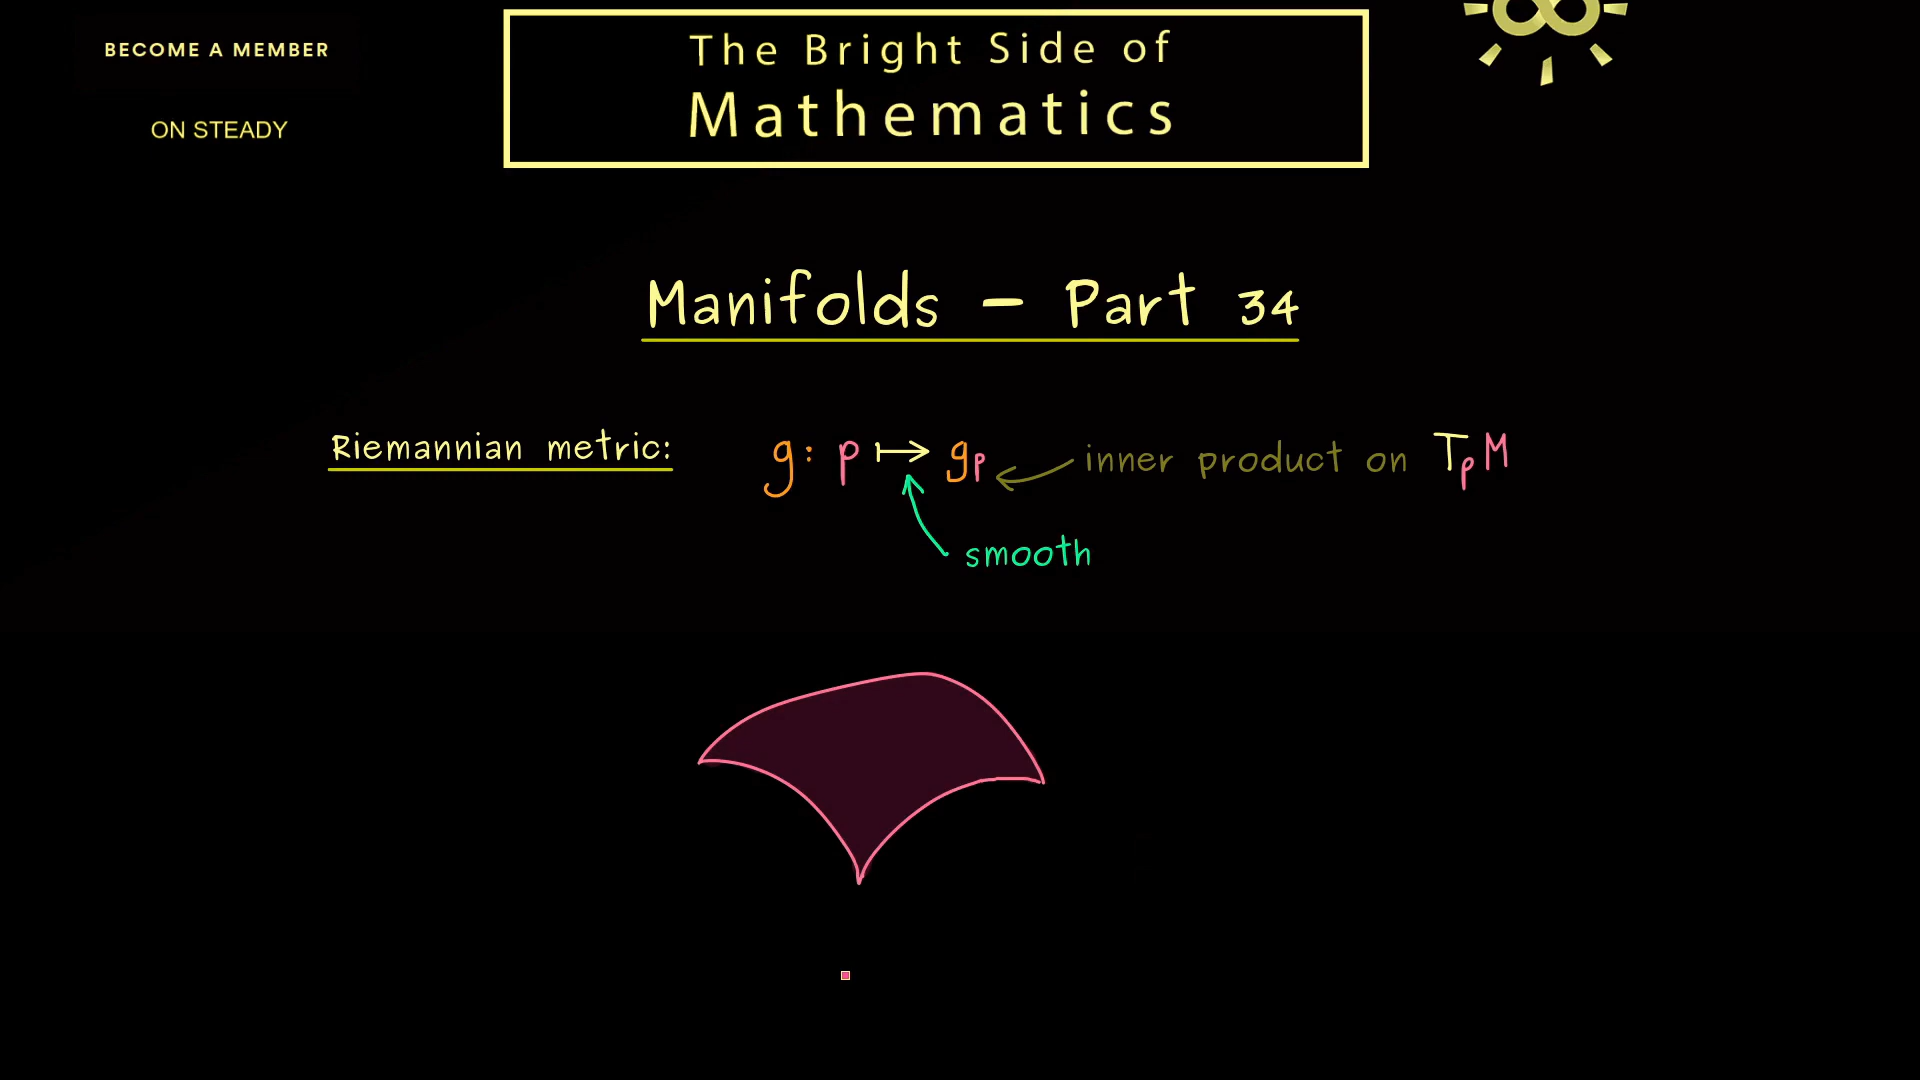 BECOME A MEMBER
ON STEADY
The Bright Side of
Mathematics
Manifolds - Part 34
Riemannian metric: g: p ↦ gₚ inner product on TₚM
smooth